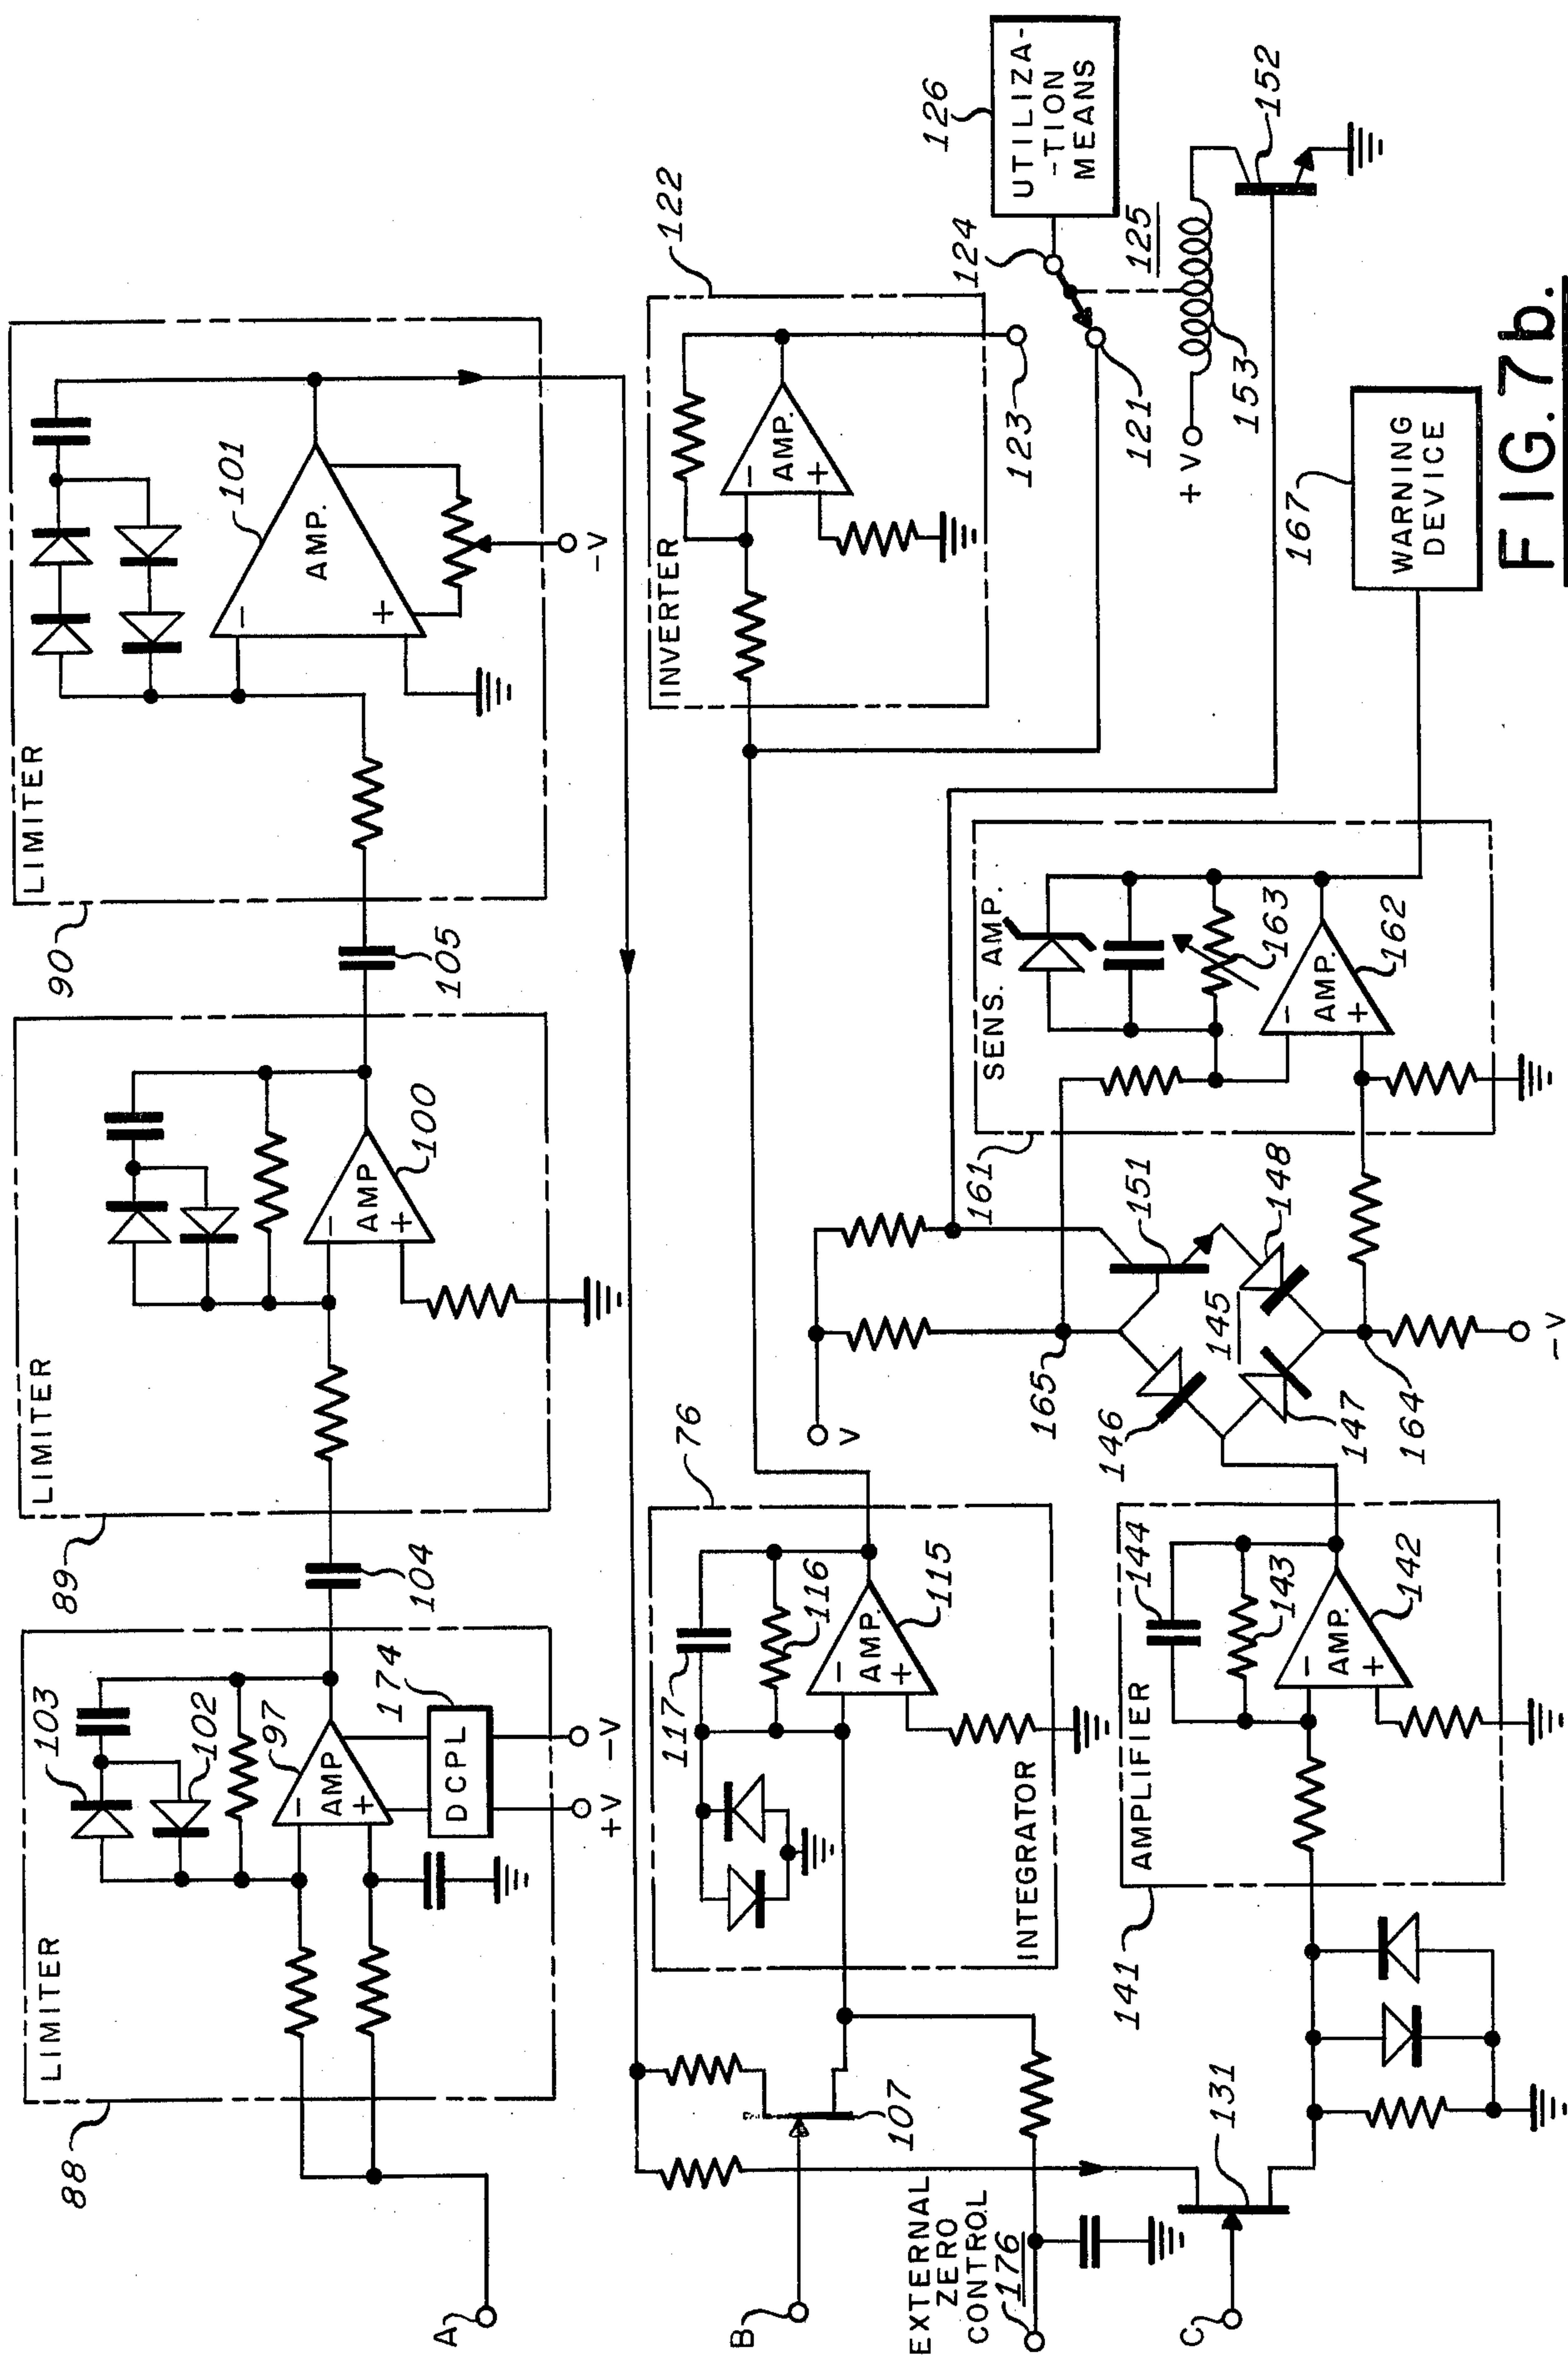 LIMITER
88
A
103
102
97
AMP
-
+
DCPL
174
+V
-V
104
LIMITER
89
AMP
-
+
100
105
LIMITER
90
101
AMP.
-
+
-V
B
107
EXTERNAL
ZERO
CONTROL
176
INTEGRATOR
76
117
116
AMP.
-
+
115
INVERTER
122
AMP.
-
+
123
124
121
125
126
UTILIZA-
-TION
MEANS
+V
153
152
C
131
AMPLIFIER
141
144
143
AMP.
-
+
142
V
165
146
145
147
148
151
164
-V
SENS. AMP.
161
163
AMP.
-
+
162
167
WARNING
DEVICE
FIG.7b.